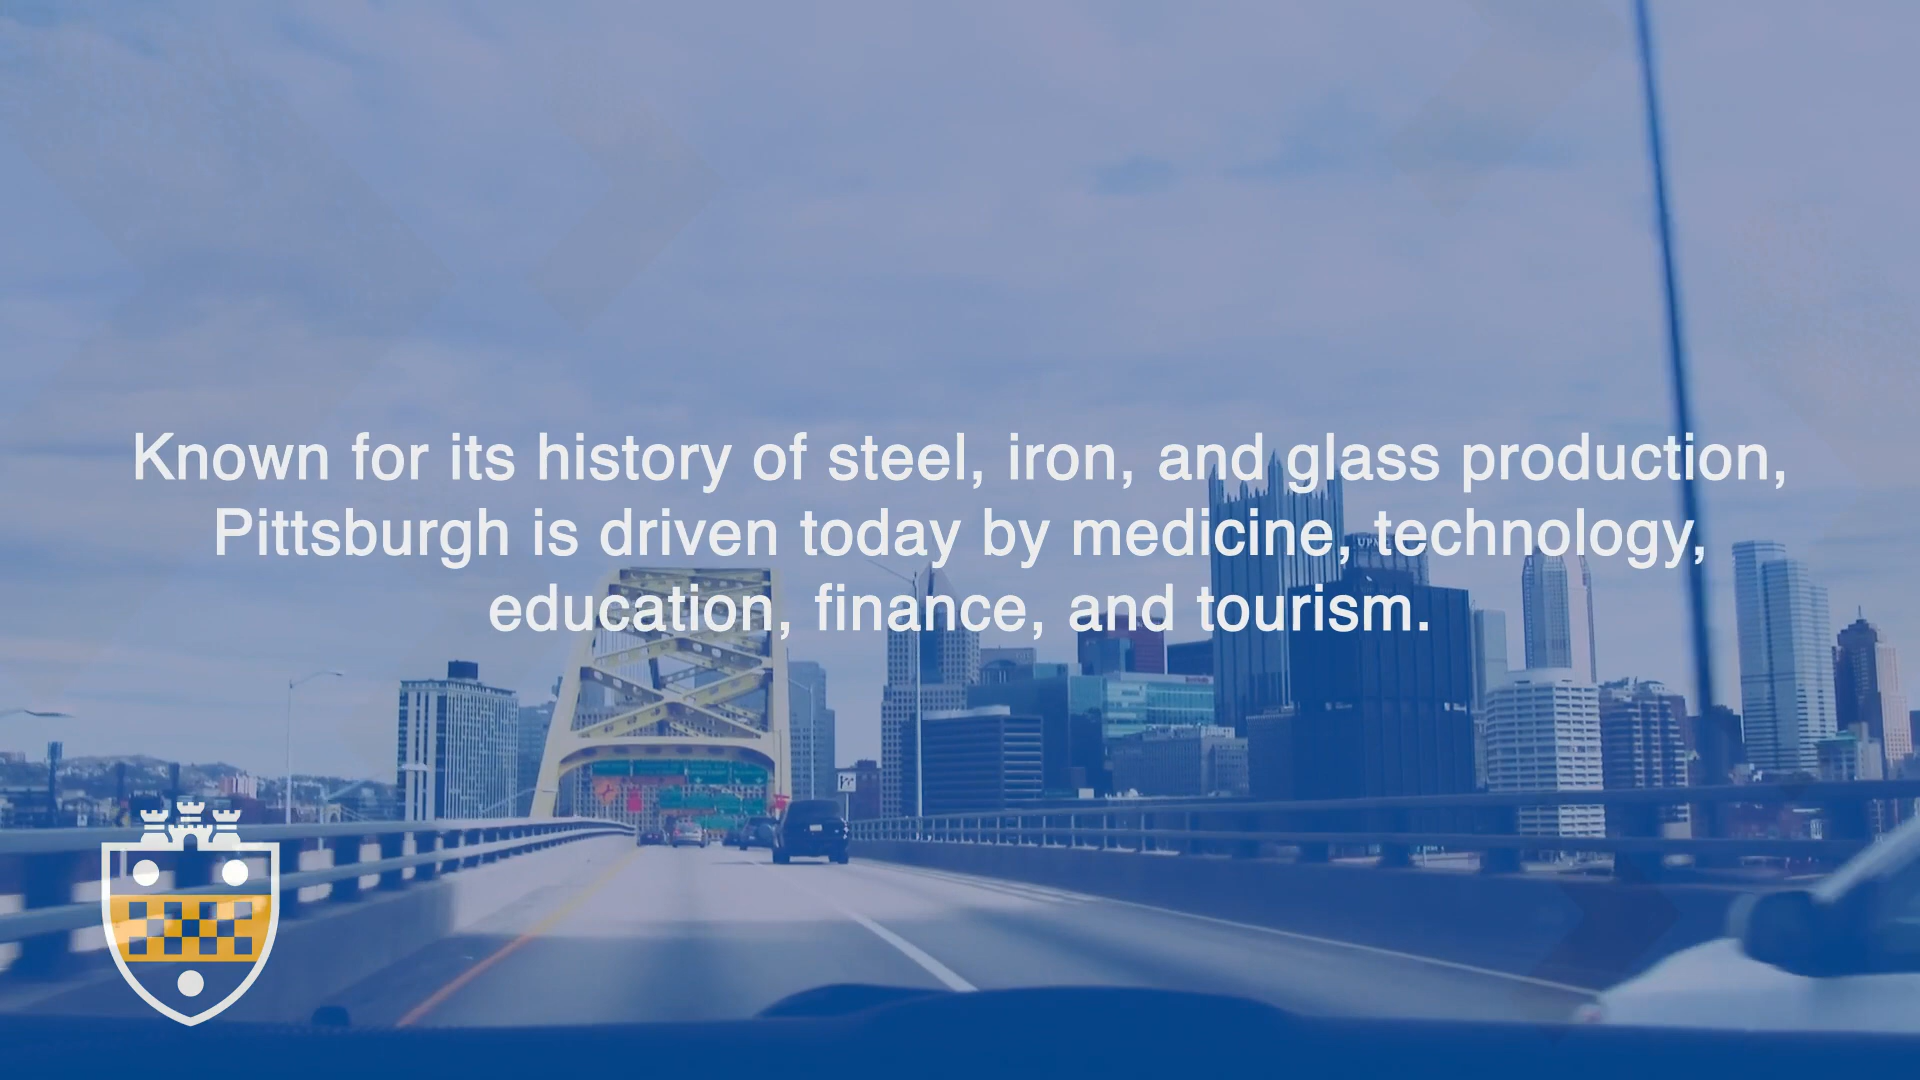 Known for its history of steel, iron, and glass production,
Pittsburgh is driven today by medicine, technology,
education, finance, and tourism.
UPMC